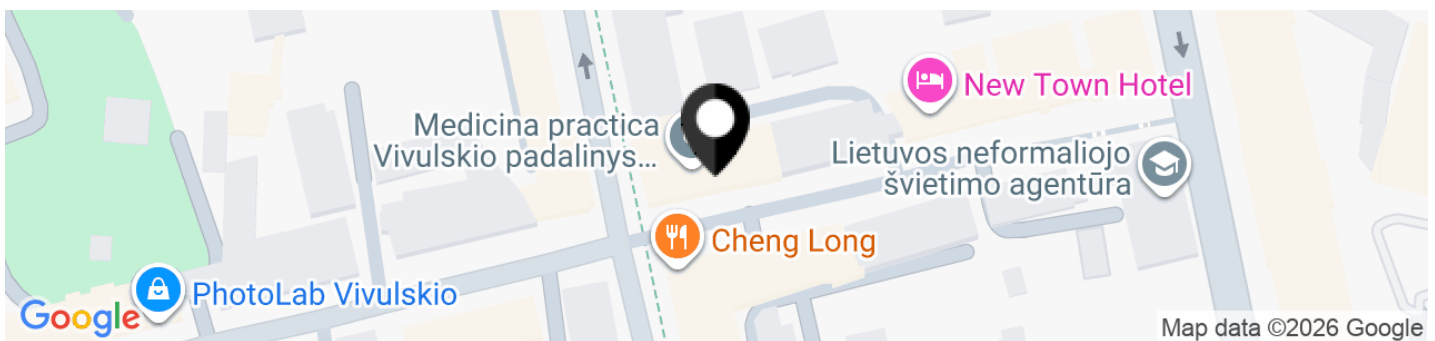 New Town Hotel
Medicina practica
Vivulskio padalinys...
Lietuvos neformaliojo
švietimo agentūra
Cheng Long
PhotoLab Vivulskio
Google
Map data ©2026 Google